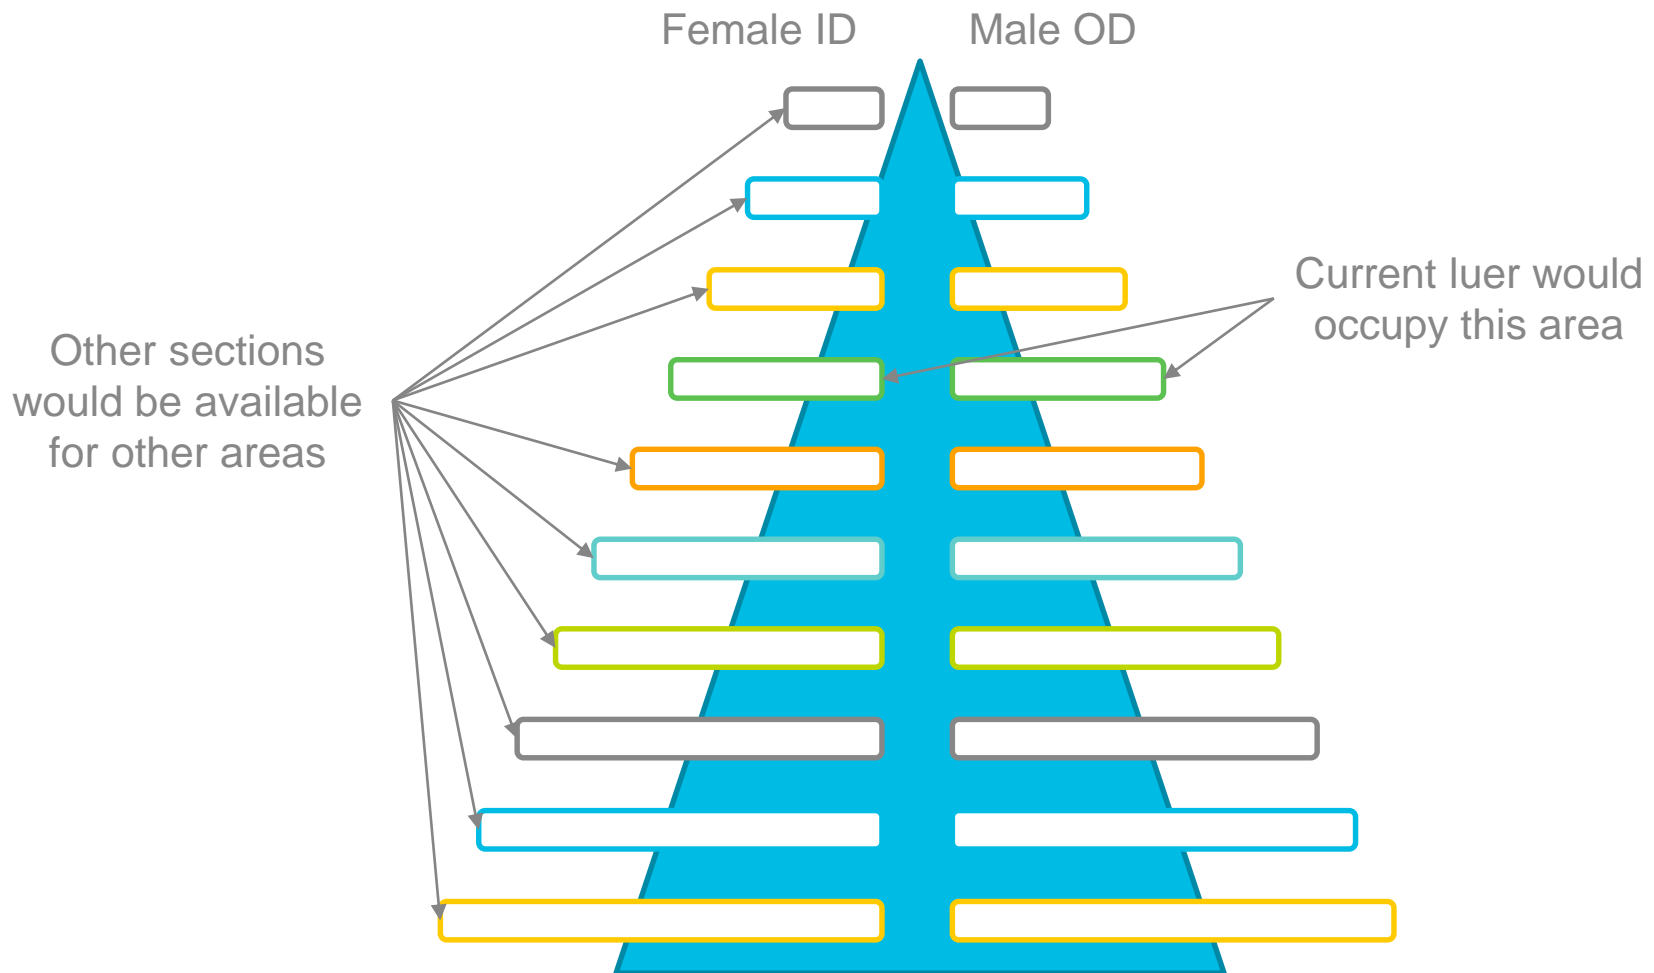 Female ID
Male OD
Current luer would
occupy this area
Other sections
would be available
for other areas